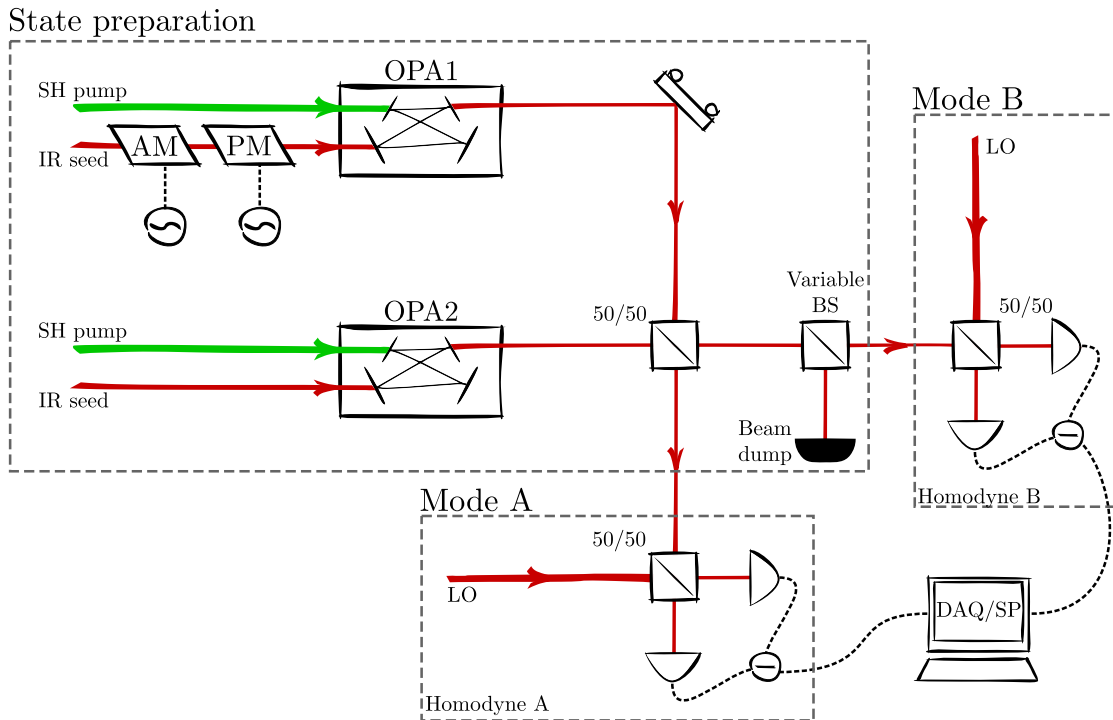 State preparation
OPA1
SH pump
AM
PM
IR seed
Mode B
LO
Variable
BS
50/50
50/50
OPA2
SH pump
IR seed
Beam
dump
Homodyne B
Mode A
50/50
LO
DAQ/SP
Homodyne A